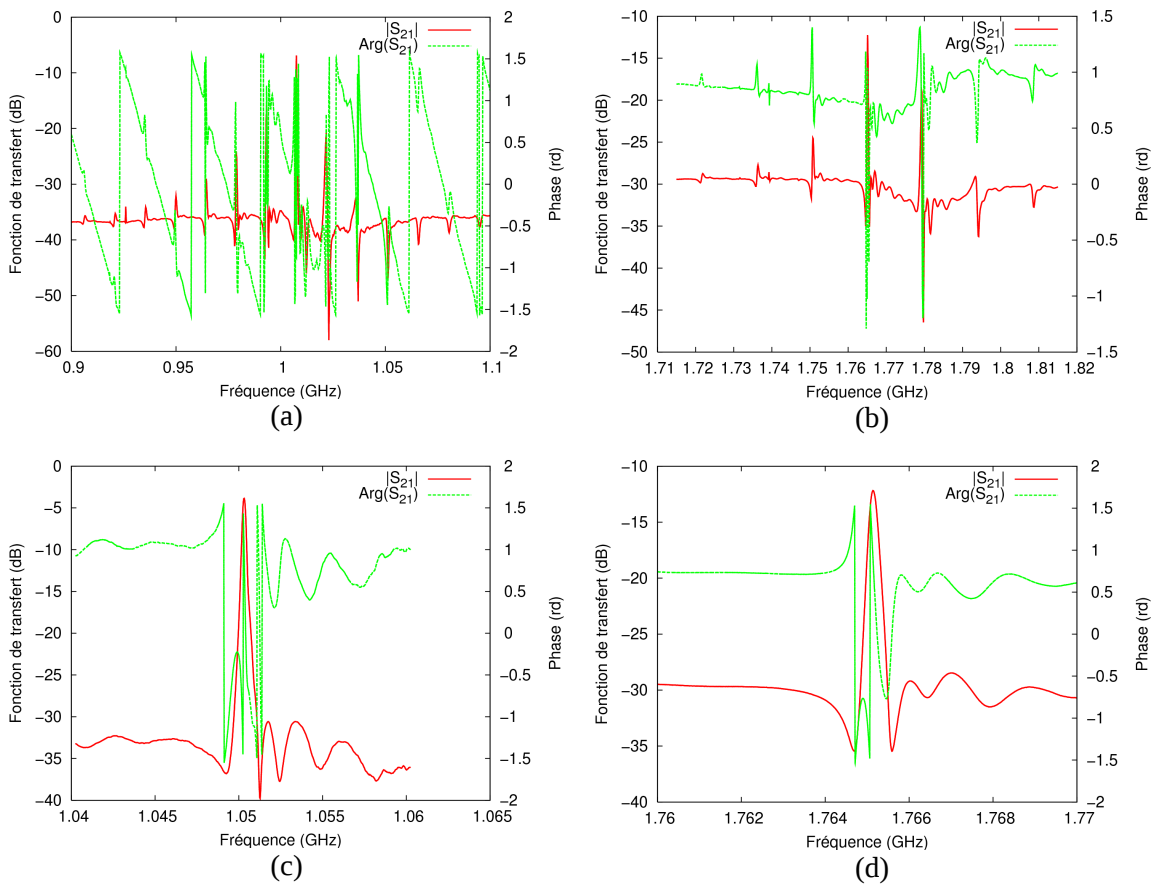 |S21|
Arg(S21)
0
−10
−20
−30
−40
−50
−60
2
1.5
1
0.5
0
−0.5
−1
−1.5
−2
0.9 0.95 1 1.05 1.1
Fonction de transfert (dB)
Phase (rd)
Fréquence (GHz)
(a)
|S21|
Arg(S21)
−10
−15
−20
−25
−30
−35
−40
−45
−50
1.5
1
0.5
0
−0.5
−1
−1.5
1.71 1.72 1.73 1.74 1.75 1.76 1.77 1.78 1.79 1.8 1.81 1.82
Fonction de transfert (dB)
Phase (rd)
Fréquence (GHz)
(b)
|S21|
Arg(S21)
0
−5
−10
−15
−20
−25
−30
−35
−40
2
1.5
1
0.5
0
−0.5
−1
−1.5
−2
1.04 1.045 1.05 1.055 1.06 1.065
Fonction de transfert (dB)
Phase (rd)
Fréquence (GHz)
(c)
|S21|
Arg(S21)
−10
−15
−20
−25
−30
−35
−40
2
1.5
1
0.5
0
−0.5
−1
−1.5
−2
1.76 1.762 1.764 1.766 1.768 1.77
Fonction de transfert (dB)
Phase (rd)
Fréquence (GHz)
(d)